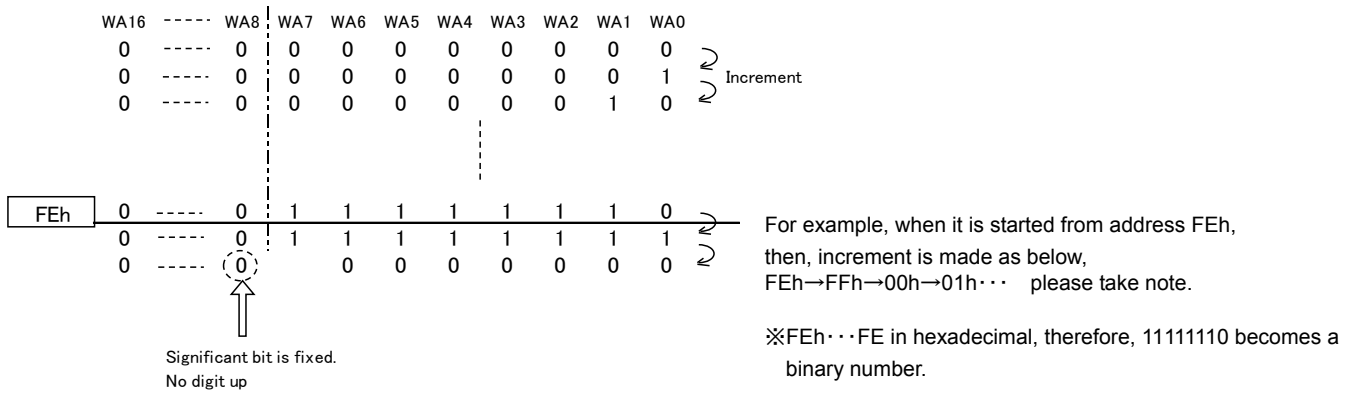 WA16 ----- WA8 WA7 WA6 WA5 WA4 WA3 WA2 WA1 WA0
0 ----- 0 0 0 0 0 0 0 0 0
0 ----- 0 0 0 0 0 0 0 0 1
Increment
0 ----- 0 0 0 0 0 0 0 1 0
FEh 0 ----- 0 1 1 1 1 1 1 1 0
0 ----- 0 1 1 1 1 1 1 1 1
0 ----- 0 0 0 0 0 0 0 0
Significant bit is fixed.
No digit up
For example, when it is started from address FEh,
then, increment is made as below,
FEh→FFh→00h→01h･･･ please take note.
※FEh･･･FE in hexadecimal, therefore, 11111110 becomes a
binary number.